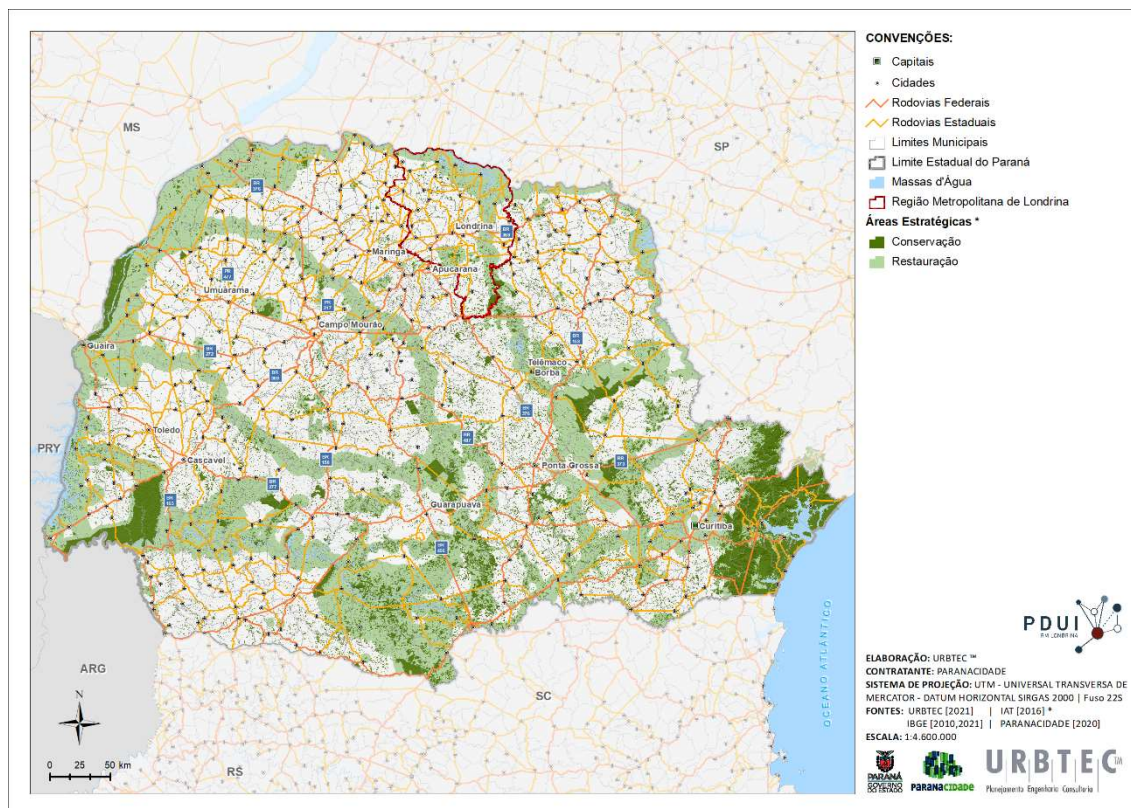 MS
SP
Londrina
Maringa
Apucarana
Umuarama
Campo Mourão
Guaíra
Telêmaco
Borba
Toledo
PRY
Cascavel
Ponta Grossa
Guarapuava
Curitiba
ARG
SC
RS
OCEANO ATLÂNTICO
N
0 25 50 km
CONVENÇÕES:
Capitais
Cidades
Rodovias Federais
Rodovias Estaduais
Limites Municipais
Limite Estadual do Paraná
Massas d'Água
Região Metropolitana de Londrina
Áreas Estratégicas *
Conservação
Restauração
PDUI
RM LONDRINA
ELABORAÇÃO: URBTEC ™
CONTRATANTE: PARANACIDADE
SISTEMA DE PROJEÇÃO: UTM - UNIVERSAL TRANSVERSA DE
MERCATOR - DATUM HORIZONTAL SIRGAS 2000 | Fuso 22S
FONTES: URBTEC [2021] | IAT [2016] *
IBGE [2010,2021] | PARANACIDADE [2020]
ESCALA: 1:4.600.000
PARANÁ
GOVERNO
DO ESTADO
PARANACIDADE
URBTEC™
Planejamento Engenharia Consultoria